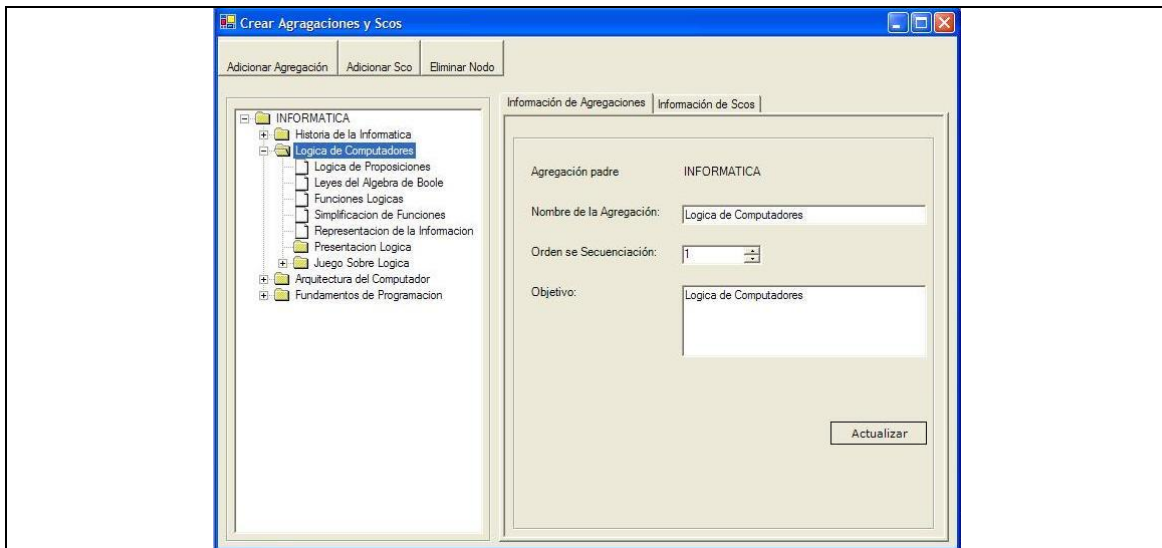 Crear Agragaciones y Scos
Adicionar Agregación Adicionar Sco Eliminar Nodo
INFORMATICA
Historia de la Informatica
Logica de Computadores
Logica de Proposiciones
Leyes del Algebra de Boole
Funciones Logicas
Simplificacion de Funciones
Representacion de la Informacion
Presentacion Logica
Juego Sobre Logica
Arquitectura del Computador
Fundamentos de Programacion
Información de Agregaciones Información de Scos
Agregación padre INFORMATICA
Nombre de la Agregación: Logica de Computadores
Orden se Secuenciación: 1
Objetivo: Logica de Computadores
Actualizar